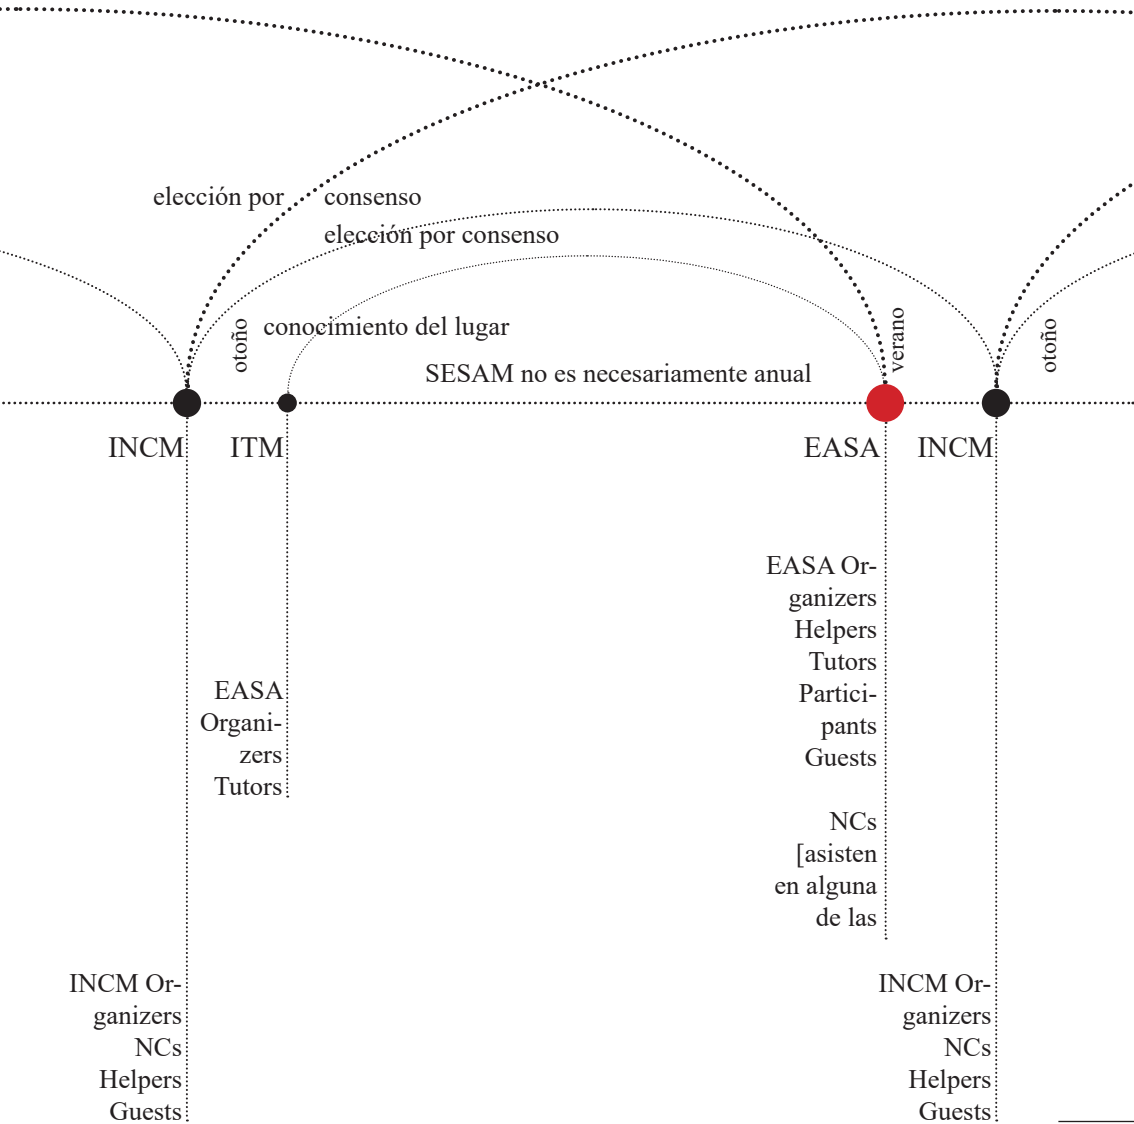 elección por consenso
elección por consenso
otoño
conocimiento del lugar
verano
otoño
SESAM no es necesariamente anual
INCM
ITM
EASA
INCM
EASA Or-
ganizers
Helpers
Tutors
Partici-
pants
Guests
NCs
[asisten
en alguna
de las
EASA
Organi-
zers
Tutors
INCM Or-
ganizers
NCs
Helpers
Guests
INCM Or-
ganizers
NCs
Helpers
Guests